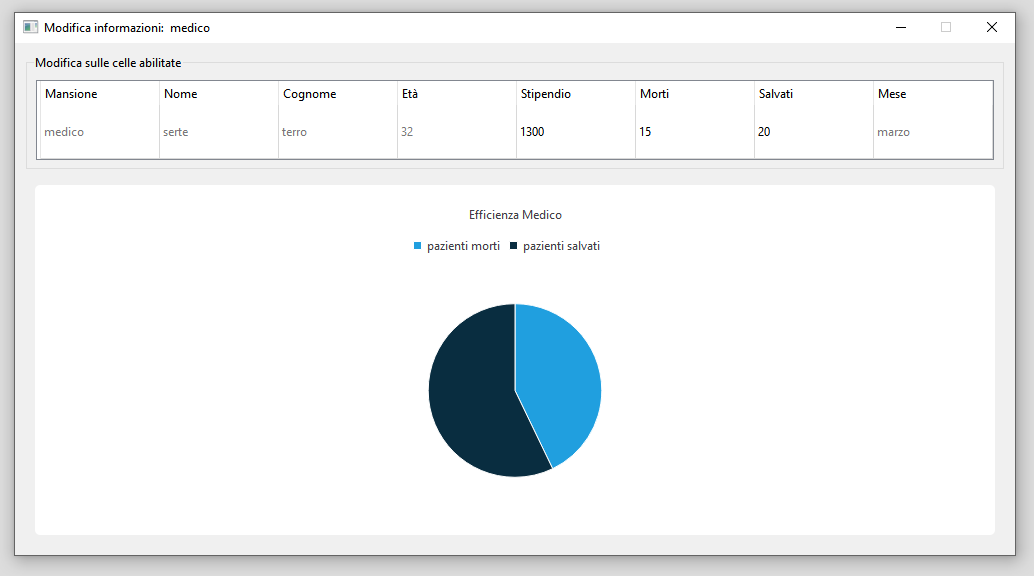 Modifica informazioni: medico
Modifica sulle celle abilitate
Mansione Nome Cognome Età Stipendio Morti Salvati Mese
medico serte terro 32 1300 15 20 marzo
Efficienza Medico
pazienti morti pazienti salvati